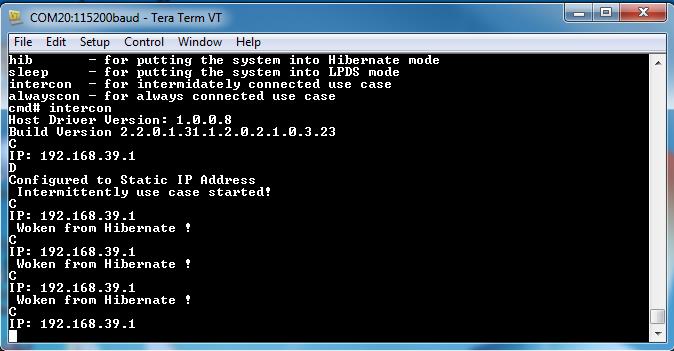 COM20:115200baud - Tera Term VT
File Edit Setup Control Window Help
hib - for putting the system into Hibernate mode
sleep - for putting the system into LPDS mode
intercon - for intermidately connected use case
alwayscon - for always connected use case
cmd# intercon
Host Driver Version: 1.0.0.8
Build Version 2.2.0.1.31.1.2.0.2.1.0.3.23
C
IP: 192.168.39.1
D
Configured to Static IP Address
Intermittently use case started!
C
IP: 192.168.39.1
Woken from Hibernate !
C
IP: 192.168.39.1
Woken from Hibernate !
C
IP: 192.168.39.1
Woken from Hibernate !
C
IP: 192.168.39.1